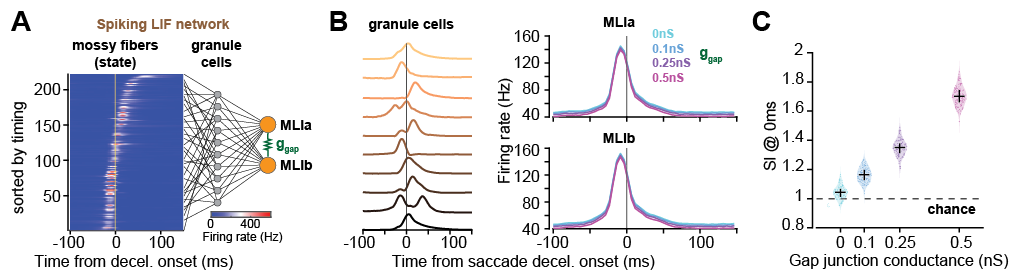 A
Spiking LIF network
mossy fibers
(state)
granule
cells
sorted by timing
200
150
100
50
MLIa
ggap
MLIb
0
400
Firing rate (Hz)
-100
0
100
Time from decel. onset (ms)
B
granule cells
-100
0
100
Time from saccade decel. onset (ms)
MLIa
0nS
0.1nS
0.25nS
0.5nS
ggap
160
120
80
40
MLIb
Firing rate (Hz)
160
120
80
40
-100
0
100
C
SI @ 0ms
2
1.8
1.6
1.4
1.2
1
0.8
chance
0
0.1
0.25
0.5
Gap junction conductance (nS)